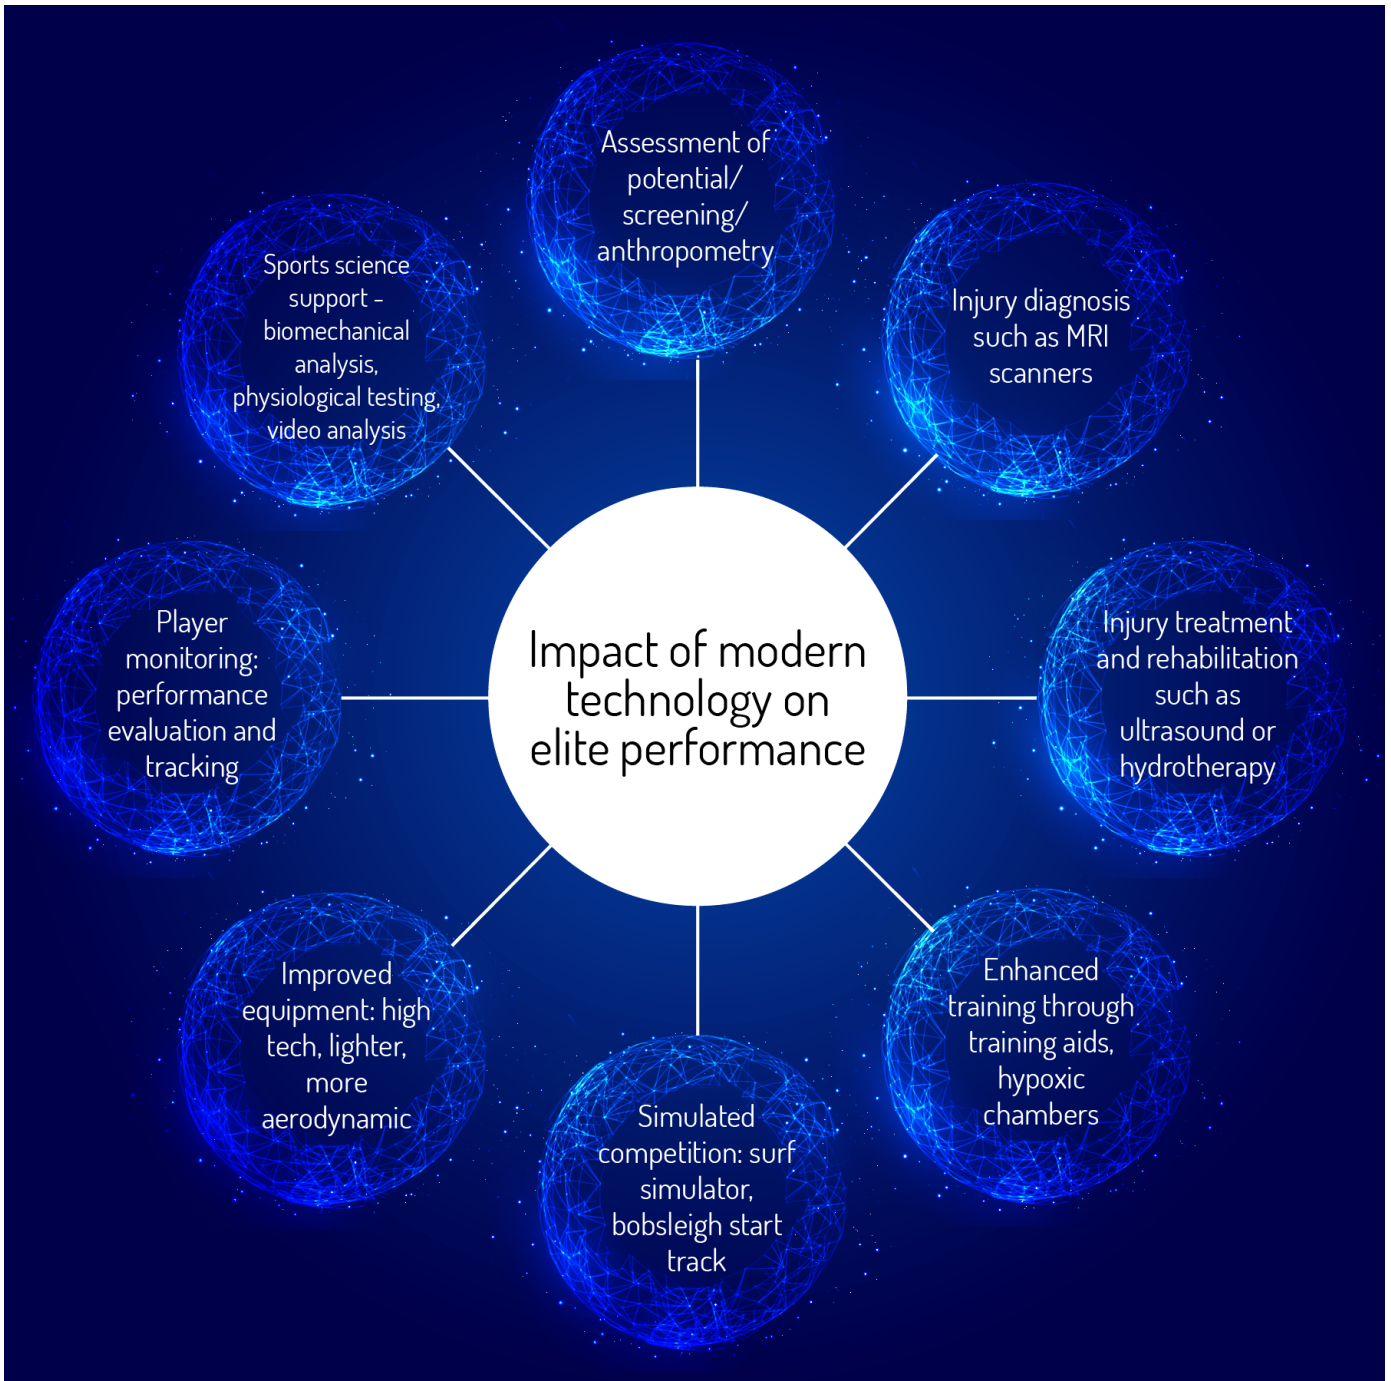 Assessment of
potential/
screening/
anthropometry
Injury diagnosis
such as MRI
scanners
Injury treatment
and rehabilitation
such as
ultrasound or
hydrotherapy
Enhanced
training through
training aids,
hypoxic
chambers
Simulated
competition: surf
simulator,
bobsleigh start
track
Improved
equipment: high
tech, lighter,
more
aerodynamic
Player
monitoring:
performance
evaluation and
tracking
Sports science
support -
biomechanical
analysis,
physiological testing,
video analysis
Impact of modern
technology on
elite performance